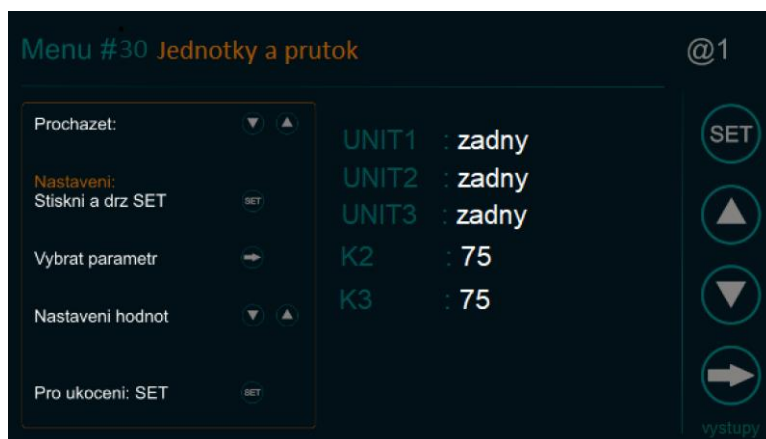 Menu #30 Jednotky a prutok
@1
Prochazet:
Nastaveni:
Stiskni a drz SET
SET
Vybrat parametr
Nastaveni hodnot
Pro ukoceni: SET
SET
UNIT1 : zadny
UNIT2 : zadny
UNIT3 : zadny
K2 : 75
K3 : 75
SET
vystupy